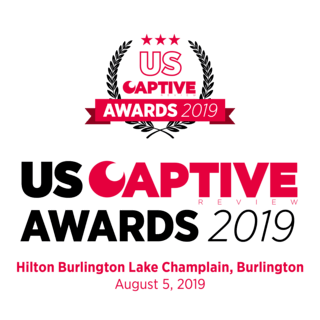 US
CAPTIVE
AWARDS 2019
US CAPTIVE
REVIEW
AWARDS 2019
Hilton Burlington Lake Champlain, Burlington
August 5, 2019